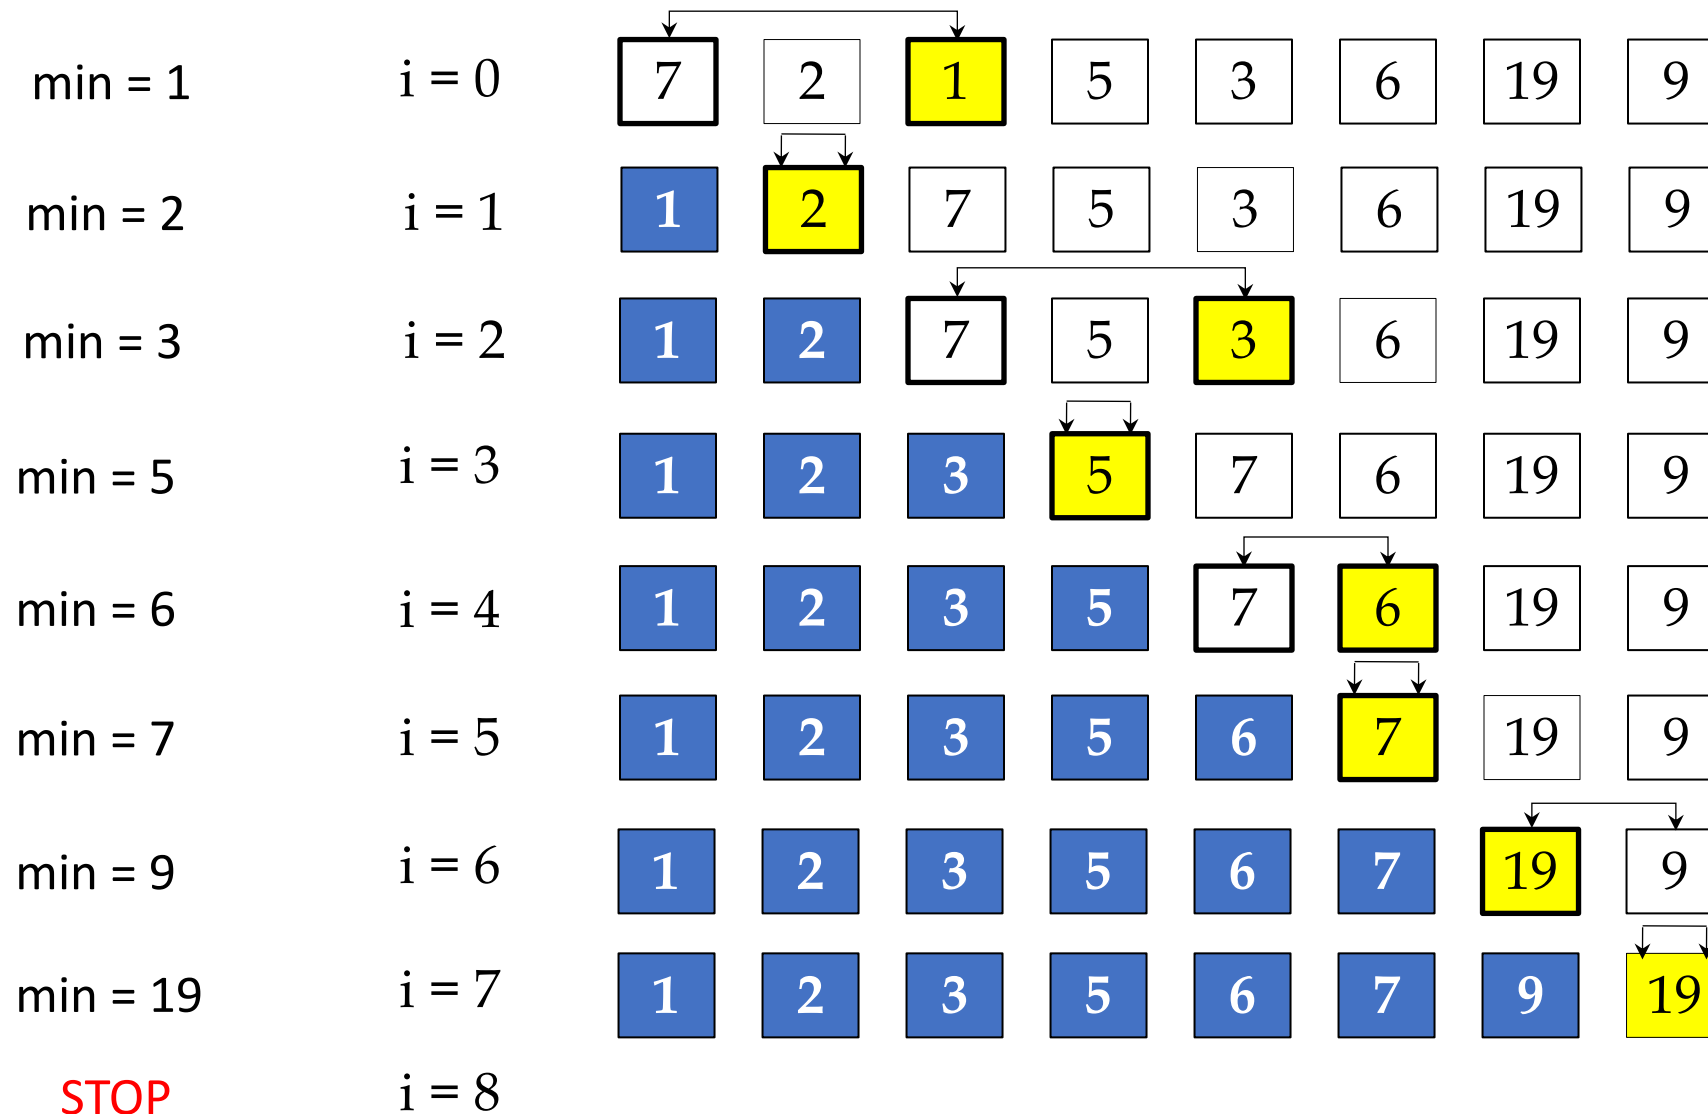 min = 1 i = 0 7 2 1 5 3 6 19 9
min = 2 i = 1 1 2 7 5 3 6 19 9
min = 3 i = 2 1 2 7 5 3 6 19 9
min = 5 i = 3 1 2 3 5 7 6 19 9
min = 6 i = 4 1 2 3 5 7 6 19 9
min = 7 i = 5 1 2 3 5 6 7 19 9
min = 9 i = 6 1 2 3 5 6 7 19 9
min = 19 i = 7 1 2 3 5 6 7 9 19
STOP i = 8